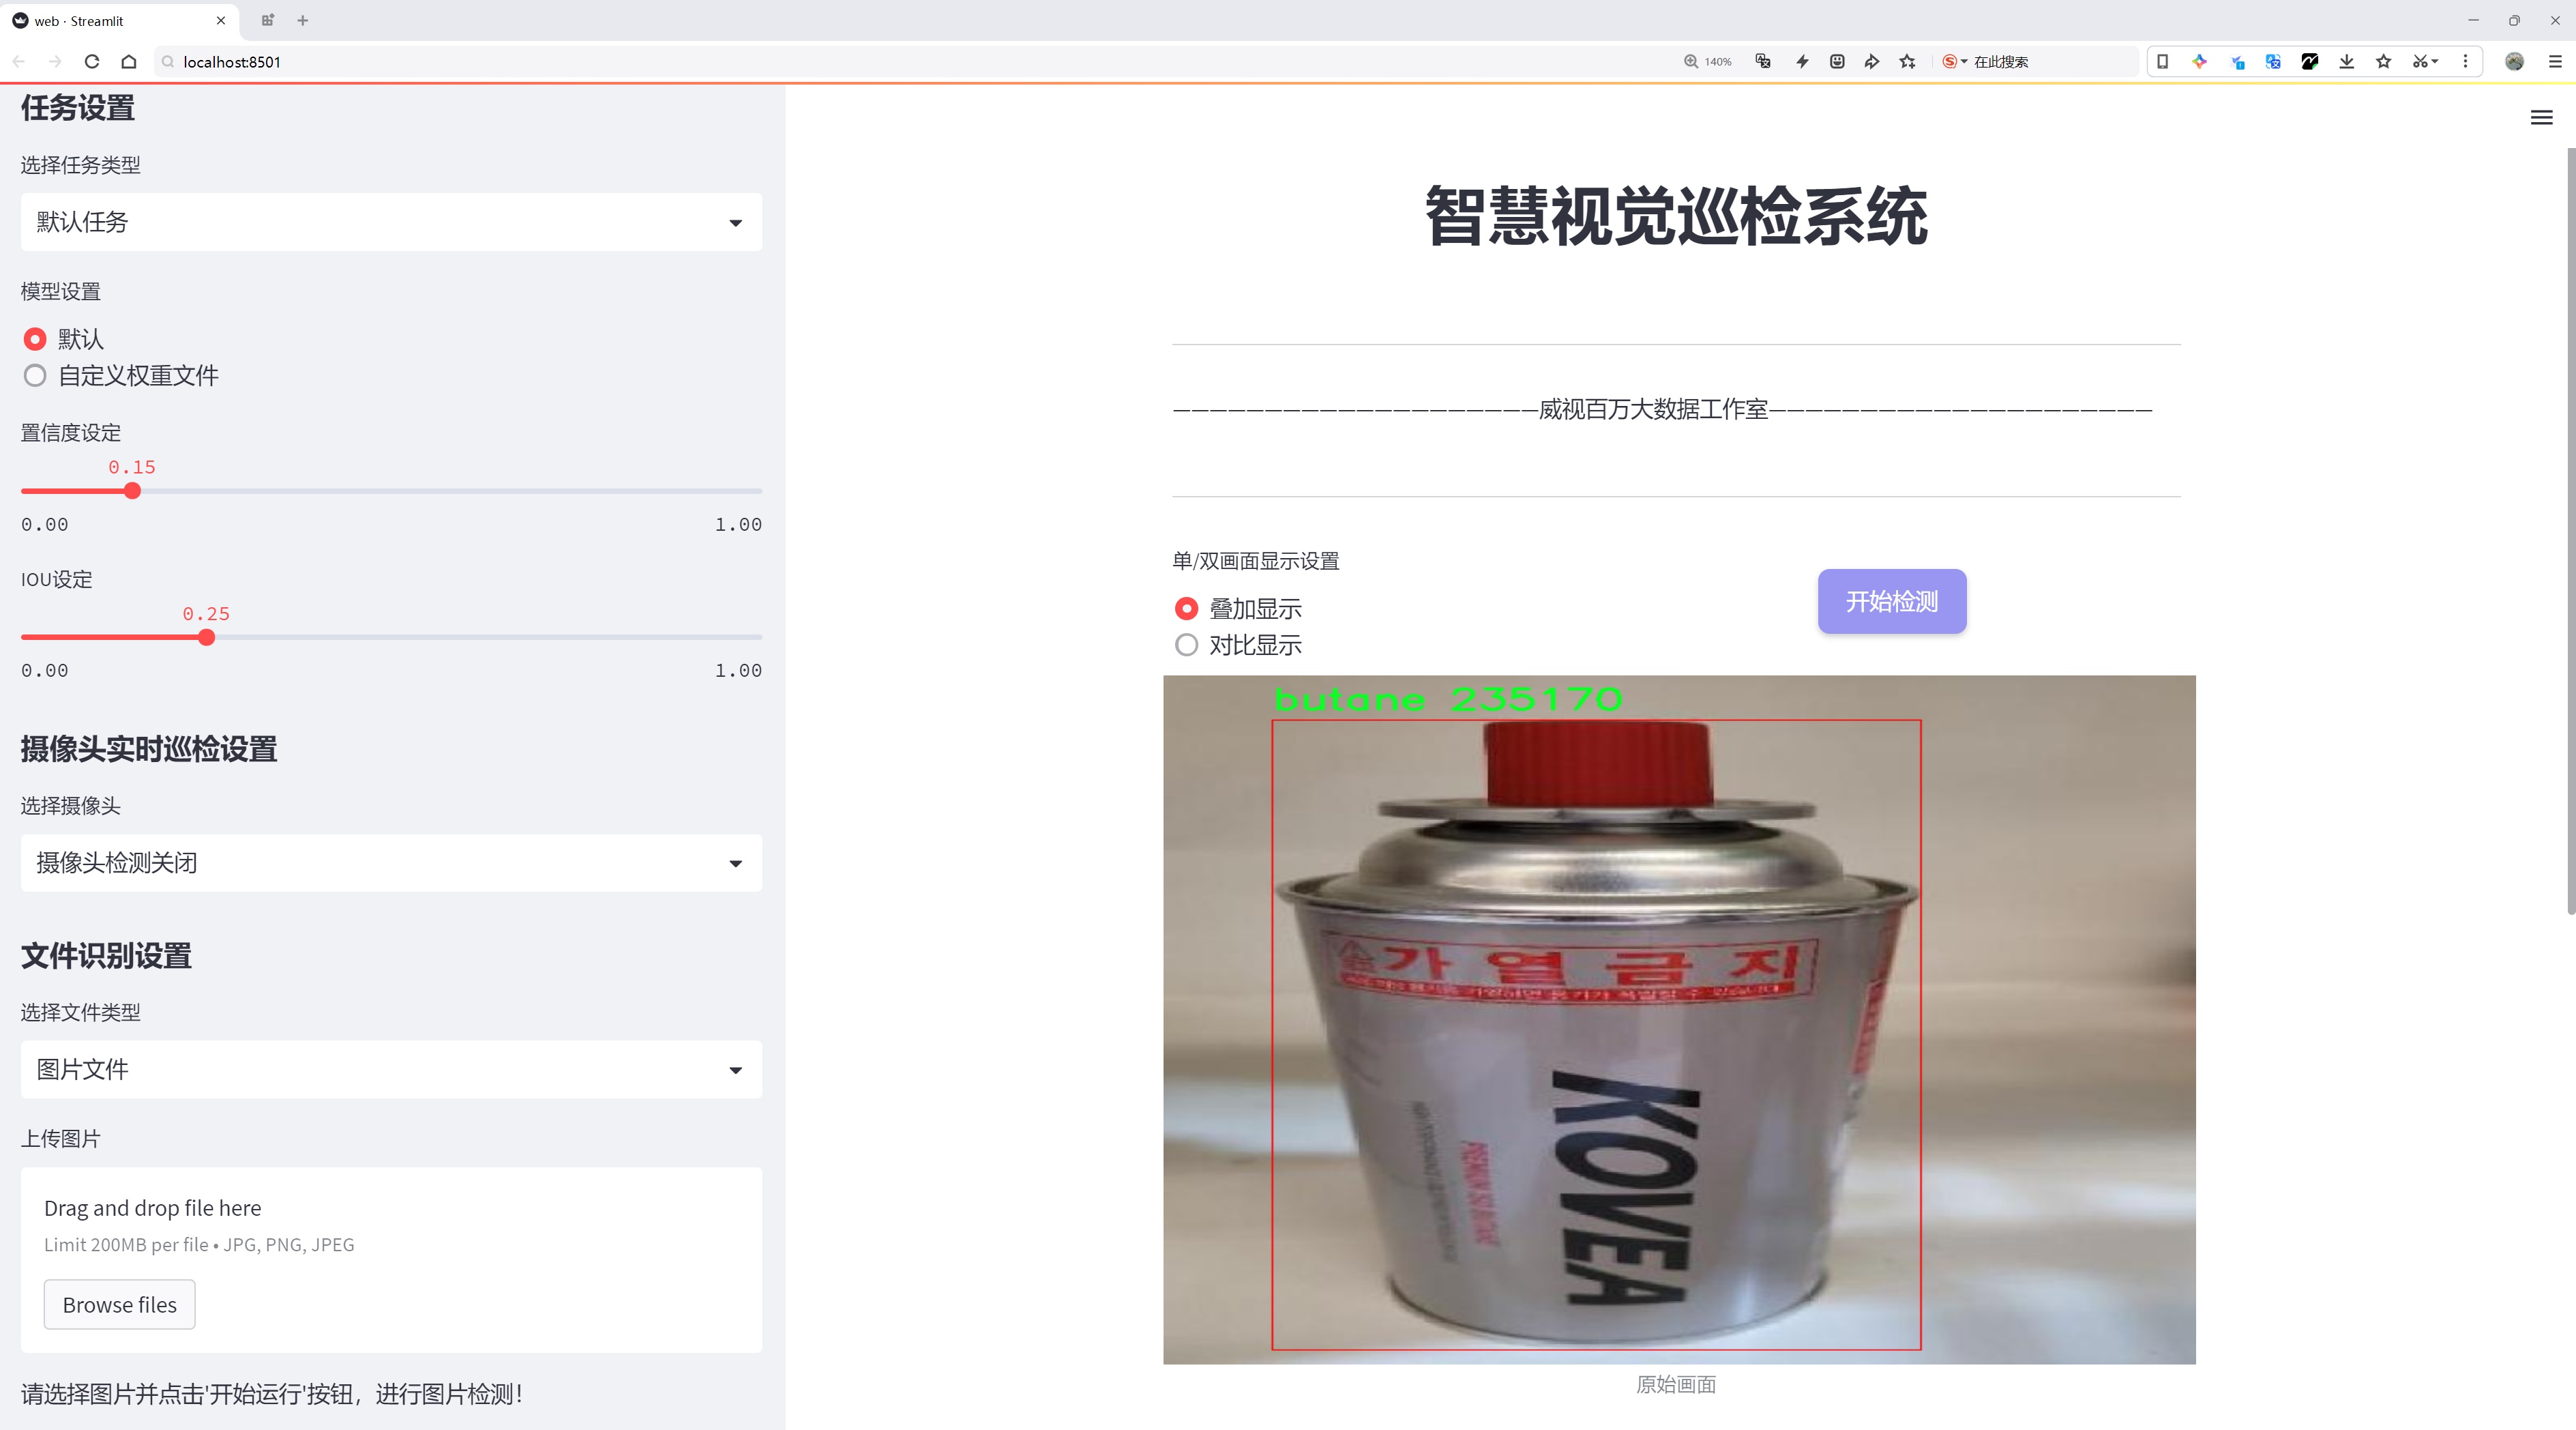 web · Streamlit
localhost:8501
140%
在此搜索
任务设置
选择任务类型
默认任务
模型设置
默认
自定义权重文件
置信度设定
0.15
0.00
1.00
IOU设定
0.25
0.00
1.00
摄像头实时巡检设置
选择摄像头
摄像头检测关闭
文件识别设置
选择文件类型
图片文件
上传图片
Drag and drop file here
Limit 200MB per file • JPG, PNG, JPEG
Browse files
请选择图片并点击'开始运行'按钮，进行图片检测！
智慧视觉巡检系统
————————————————————威视百万大数据工作室—————————————————————
单/双画面显示设置
叠加显示
对比显示
开始检测
butane 235170
가 열 금 지
KOVEA
原始画面